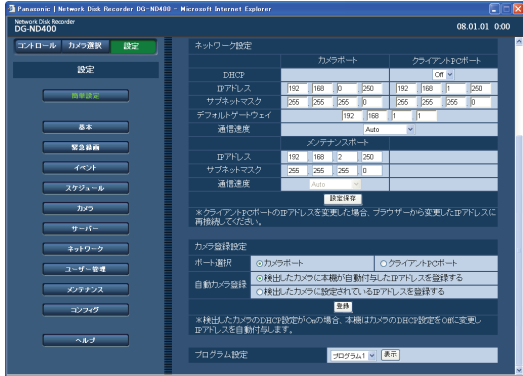 Panasonic | Network Disk Recorder DG-ND400 - Microsoft Internet Explorer
Network Disk Recorder
DG-ND400
08.01.01 0:00
コントロール カメラ選択 設定
設定
簡単設定
基本
緊急録画
イベント
スケジュール
カメラ
サーバー
ネットワーク
ユーザー管理
メンテナンス
コンフィグ
ヘルプ
ネットワーク設定
カメラポート クライアントPCポート
DHCP Off
IPアドレス 192 168 0 250 192 168 1 250
サブネットマスク 255 255 255 0 255 255 255 0
デフォルトゲートウェイ 192 168 1 1
通信速度 Auto
メンテナンスポート
IPアドレス 192 168 2 250
サブネットマスク 255 255 255 0
通信速度 Auto
設定保存
※クライアントPCポートのIPアドレスを変更した場合、ブラウザーから変更したIPアドレスに
再接続してください。
カメラ登録設定
ポート選択 カメラポート クライアントPCポート
自動カメラ登録 検出したカメラに本機が自動付与したIPアドレスを登録する
検出したカメラに設定されているIPアドレスを登録する
登録
※検出したカメラのDHCP設定がOnの場合、本機はカメラのDHCP設定をOffに変更し
IPアドレスを自動付与します。
プログラム設定 プログラム1 表示